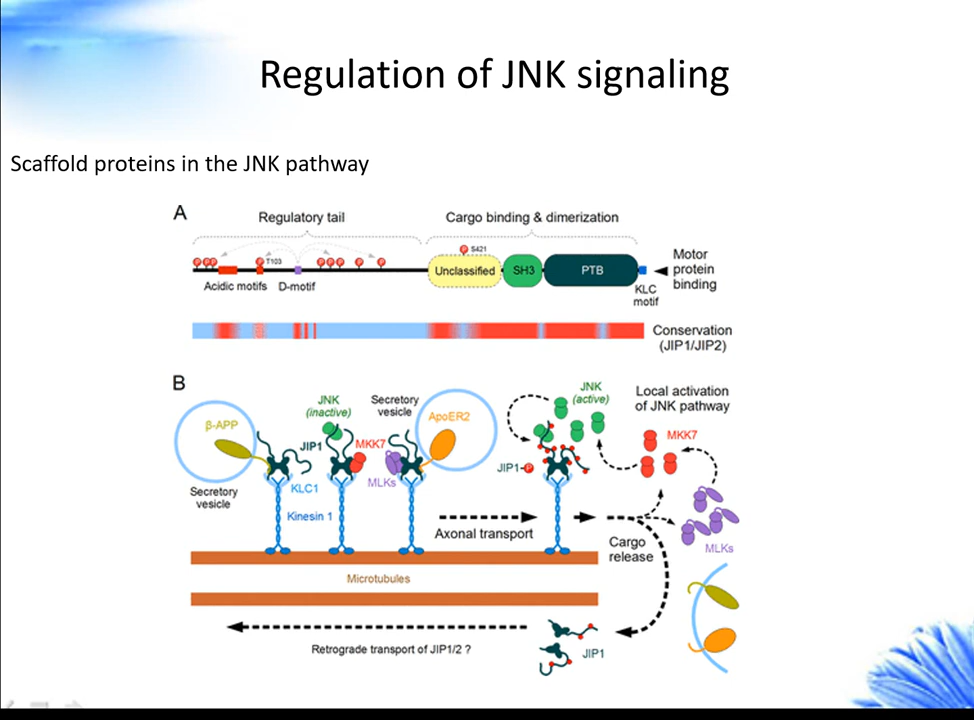 Regulation of JNK signaling
Scaffold proteins in the JNK pathway
A
Regulatory tail
Cargo binding & dimerization
P PPP P T103 P P P P P
P S421
Acidic motifs
D-motif
Unclassified
SH3
PTB
KLC
motif
Motor
protein
binding
Conservation
(JIP1/JIP2)
B
β-APP
Secretory
vesicle
JNK
(inactive)
JIP1
MKK7
KLC1
Kinesin 1
Secretory
vesicle
ApoER2
MLKs
Axonal transport
JNK
(active)
JIP1-P
Local activation
of JNK pathway
MKK7
MLKs
Cargo
release
Microtubules
Retrograde transport of JIP1/2 ?
JIP1